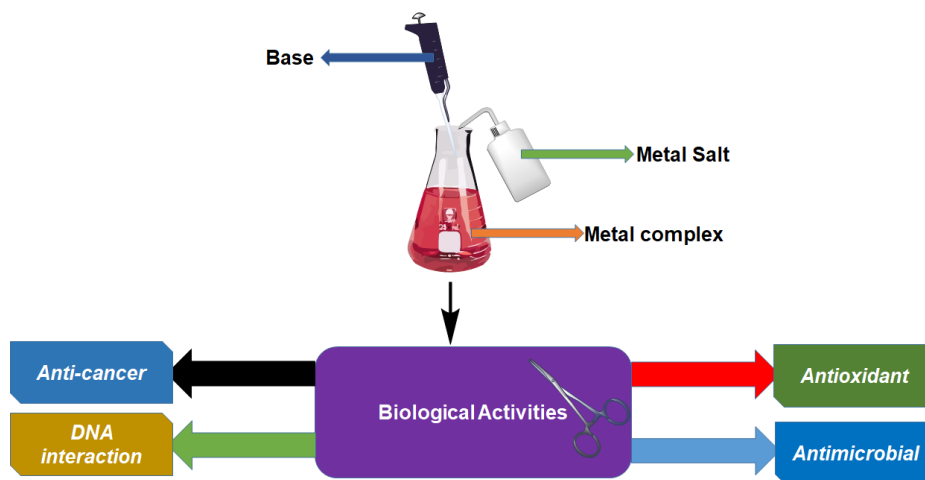 Base
Metal Salt
Metal complex
Anti-cancer
Biological Activities
Antioxidant
DNA
interaction
Antimicrobial